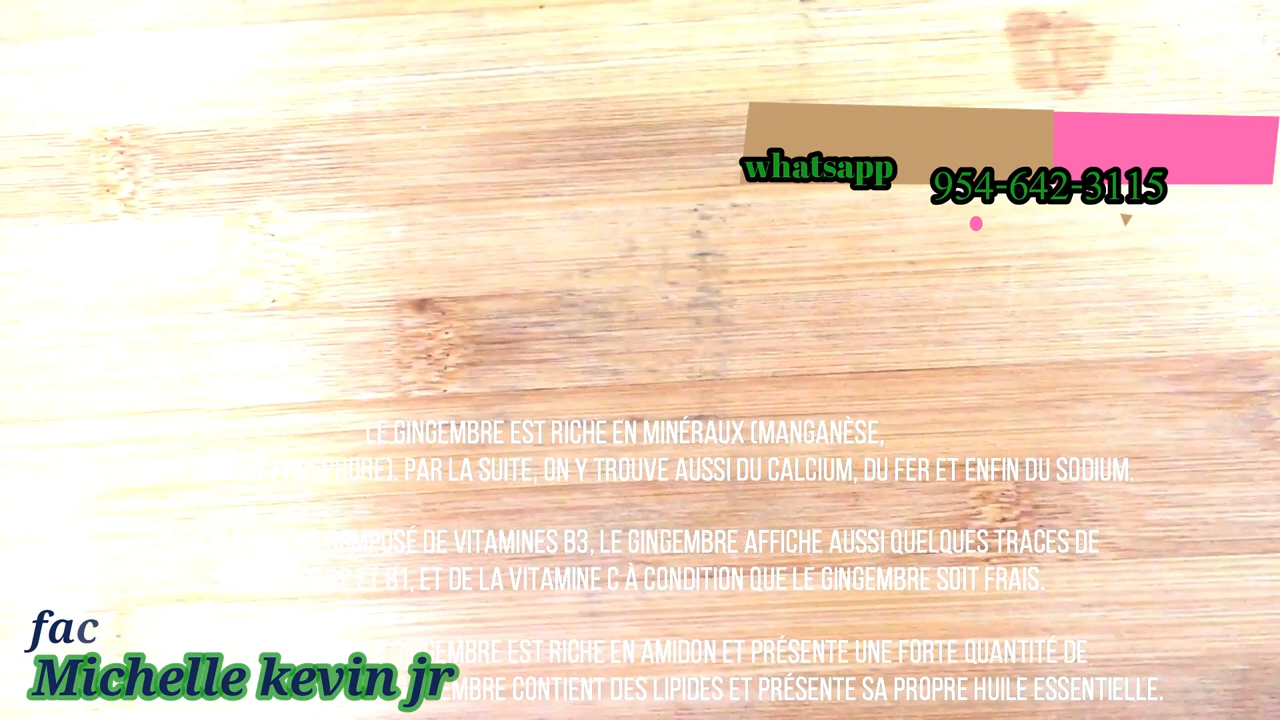 whatsapp
954-642-3115
LE GINGEMBRE EST RICHE EN MINÉRAUX (MANGANÈSE,
PAR LA SUITE, ON Y TROUVE AUSSI DU CALCIUM, DU FER ET ENFIN DU SODIUM.
COMPOSÉ DE VITAMINES B3, LE GINGEMBRE AFFICHE AUSSI QUELQUES TRACES DE
ET B1, ET DE LA VITAMINE C À CONDITION QUE LE GINGEMBRE SOIT FRAIS.
fac
GINGEMBRE EST RICHE EN AMIDON ET PRÉSENTE UNE FORTE QUANTITÉ DE
Michelle kevin jr
CONTIENT DES LIPIDES ET PRÉSENTE SA PROPRE HUILE ESSENTIELLE.